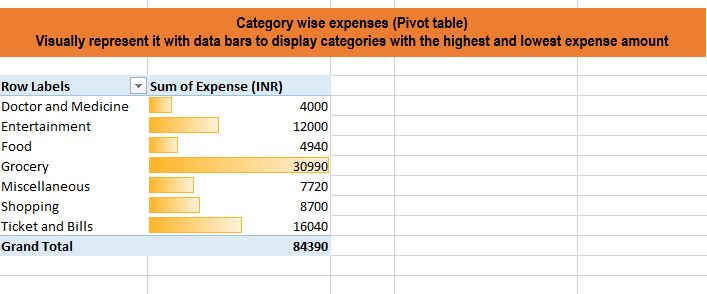 Category wise expenses (Pivot table)
Visually represent it with data bars to display categories with the highest and lowest expense amount
Row Labels Sum of Expense (INR)
Doctor and Medicine 4000
Entertainment 12000
Food 4940
Grocery 30990
Miscellaneous 7720
Shopping 8700
Ticket and Bills 16040
Grand Total 84390